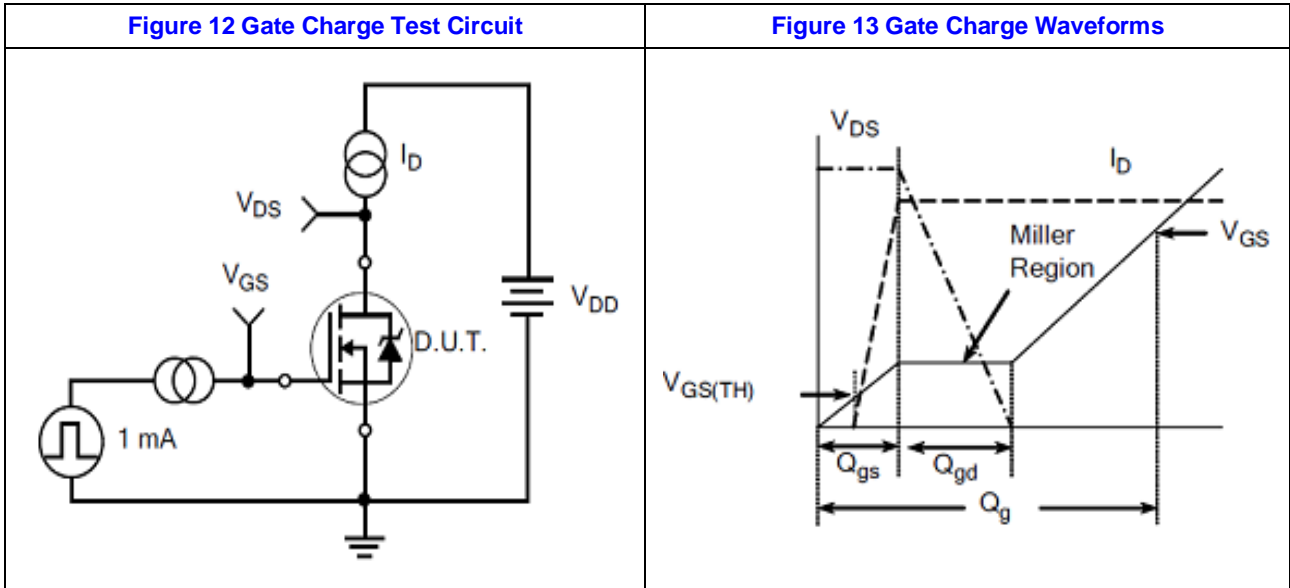 Figure 12 Gate Charge Test Circuit
Figure 13 Gate Charge Waveforms
ID
VDS
VGS
VDD
D.U.T.
1 mA
VDS
ID
Miller
Region
VGS
VGS(TH)
Qgs
Qgd
Qg